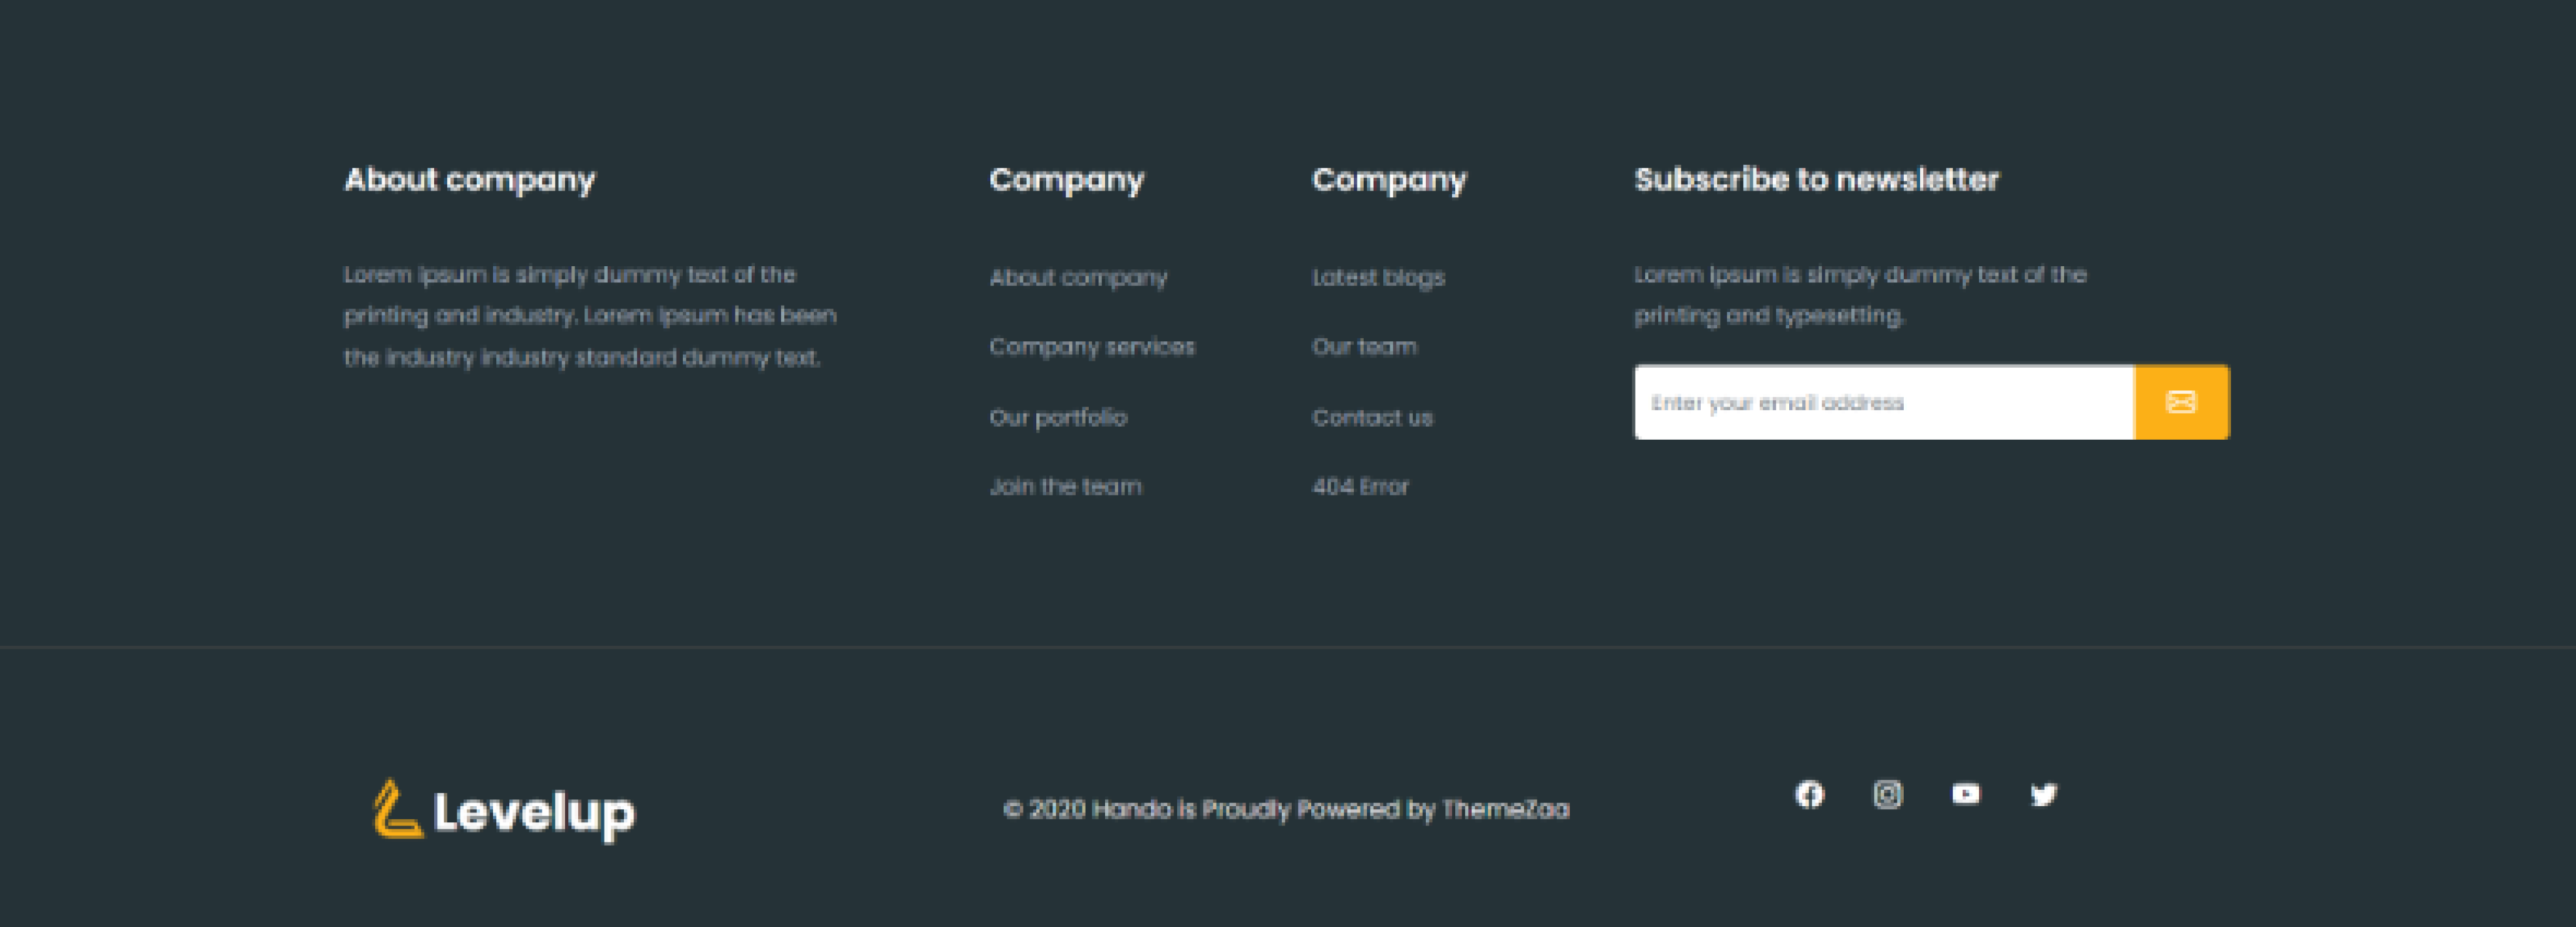 About company
Lorem ipsum is simply dummy text of the
printing and industry. Lorem Ipsum has been
the industry industry standard dummy text.
Company
About company
Company services
Our portfolio
Join the team
Company
Latest blogs
Our team
Contact us
404 Error
Subscribe to newsletter
Lorem ipsum is simply dummy text of the
printing and typesetting.
Enter your email address
Levelup
© 2020 Hando is Proudly Powered by ThemeZaa